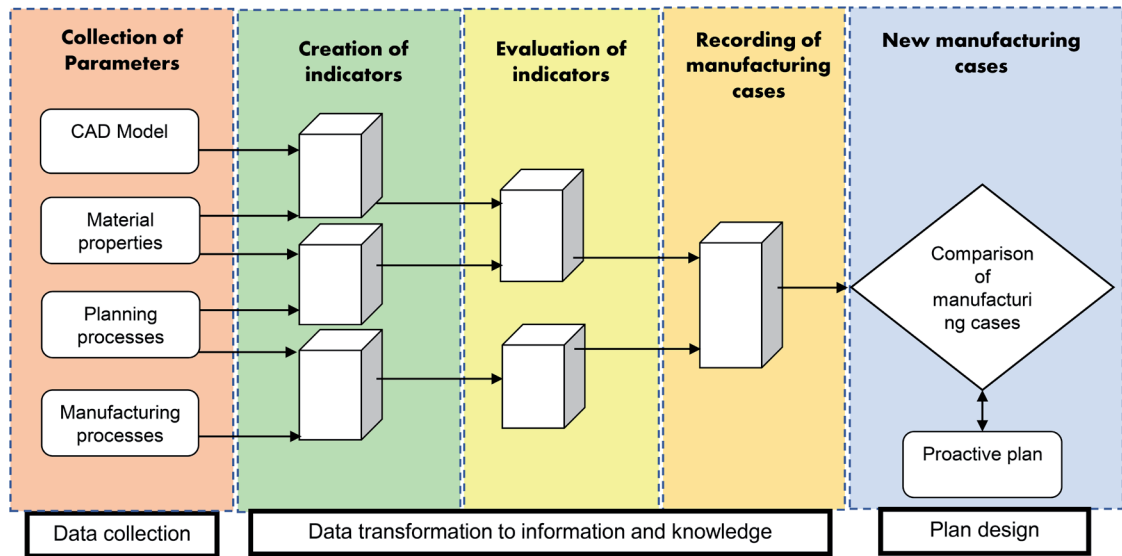 Collection of
Parameters
Creation of
indicators
Evaluation of
indicators
Recording of
manufacturing
cases
New manufacturing
cases
CAD Model
Material
properties
Planning
processes
Manufacturing
processes
Comparison
of
manufacturi
ng cases
Proactive plan
Data collection
Data transformation to information and knowledge
Plan design